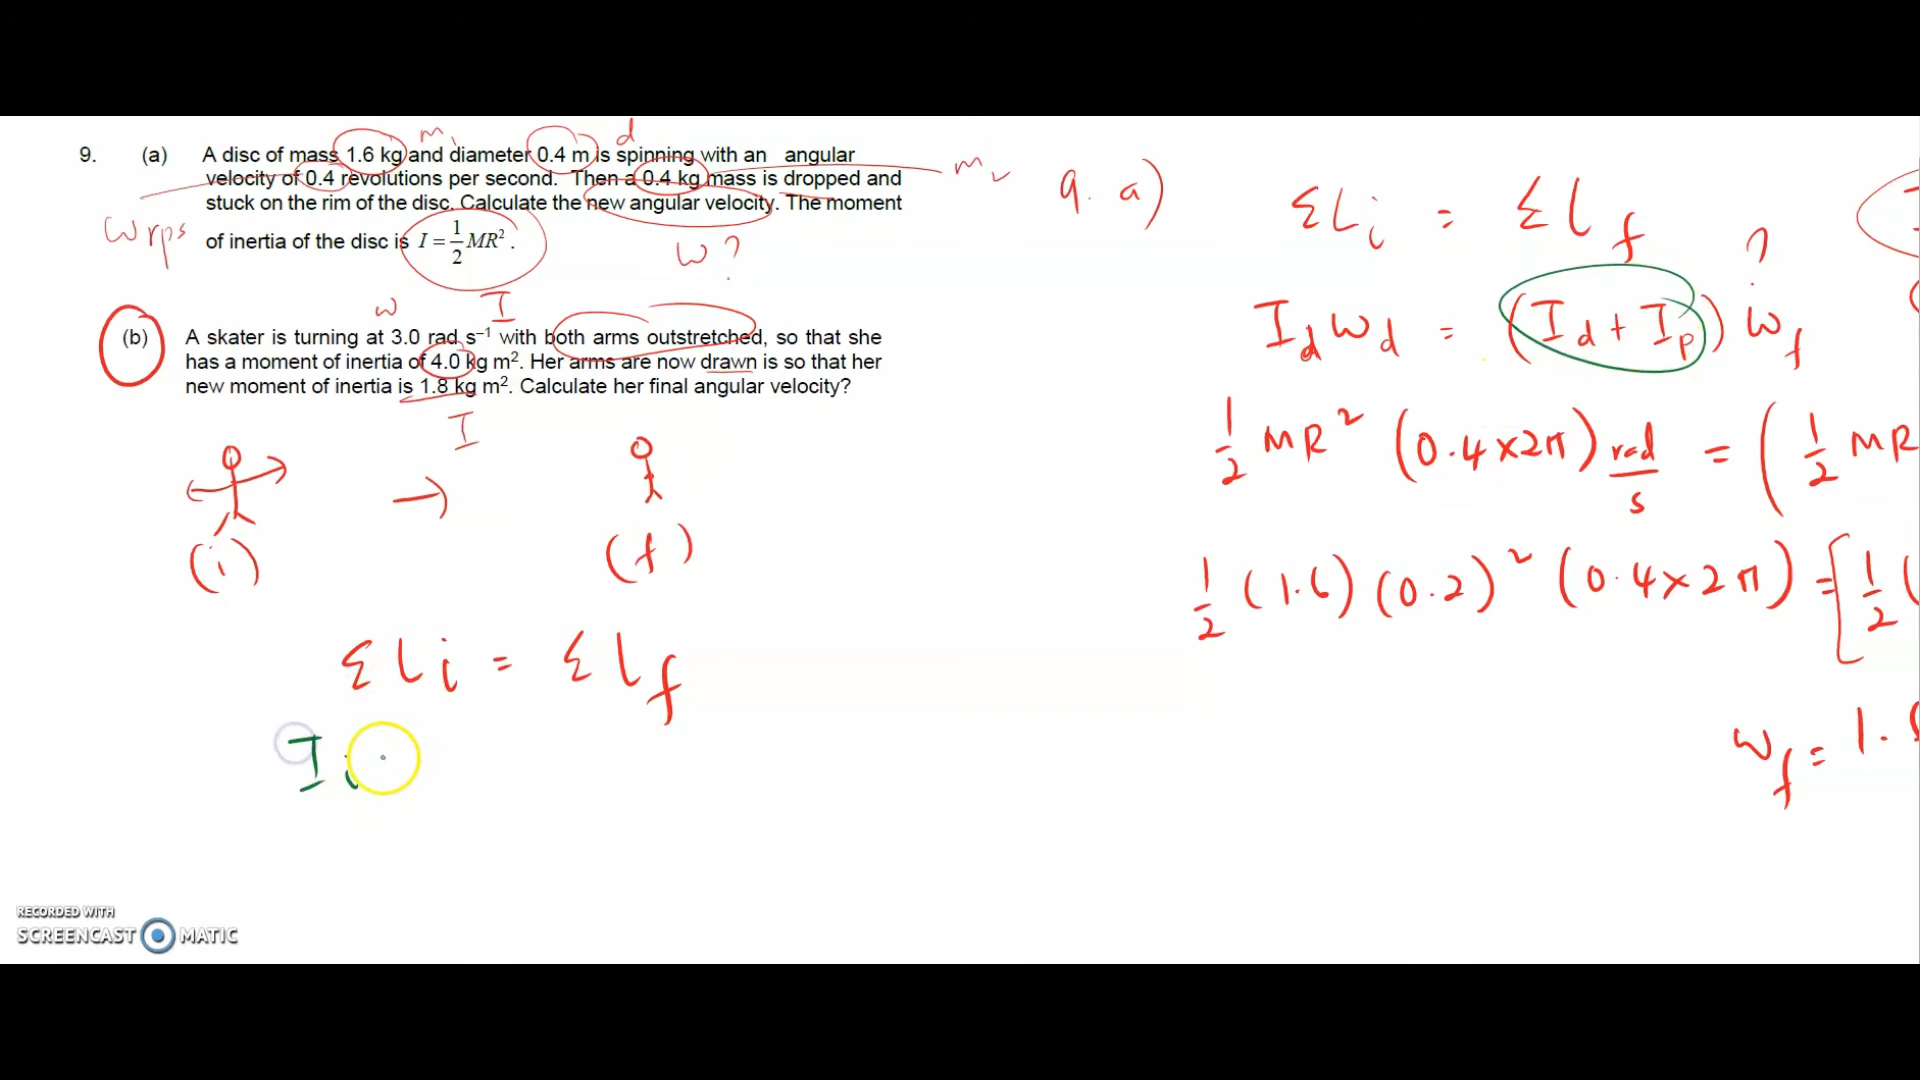 9. (a) A disc of mass 1.6 kg and diameter 0.4 m is spinning with an angular
velocity of 0.4 revolutions per second. Then a 0.4 kg mass is dropped and
stuck on the rim of the disc. Calculate the new angular velocity. The moment
of inertia of the disc is I = 1/2 MR².
m₁
d
m₂
ω rps
ω?
(b) A skater is turning at 3.0 rad s⁻¹ with both arms outstretched, so that she
has a moment of inertia of 4.0 kg m². Her arms are now drawn is so that her
new moment of inertia is 1.8 kg m². Calculate her final angular velocity?
ω
I
I
(i) → (f)
ΣLi = ΣLf
I
9. a) ΣLi = ΣLf
?
Id ωd = (Id + Ip) ωf
1/2 MR² (0.4×2π) rad/s = (1/2 MR
1/2 (1.6) (0.2)² (0.4×2π) = [1/2 (
ωf = 1.
RECORDED WITH
SCREENCAST MATIC